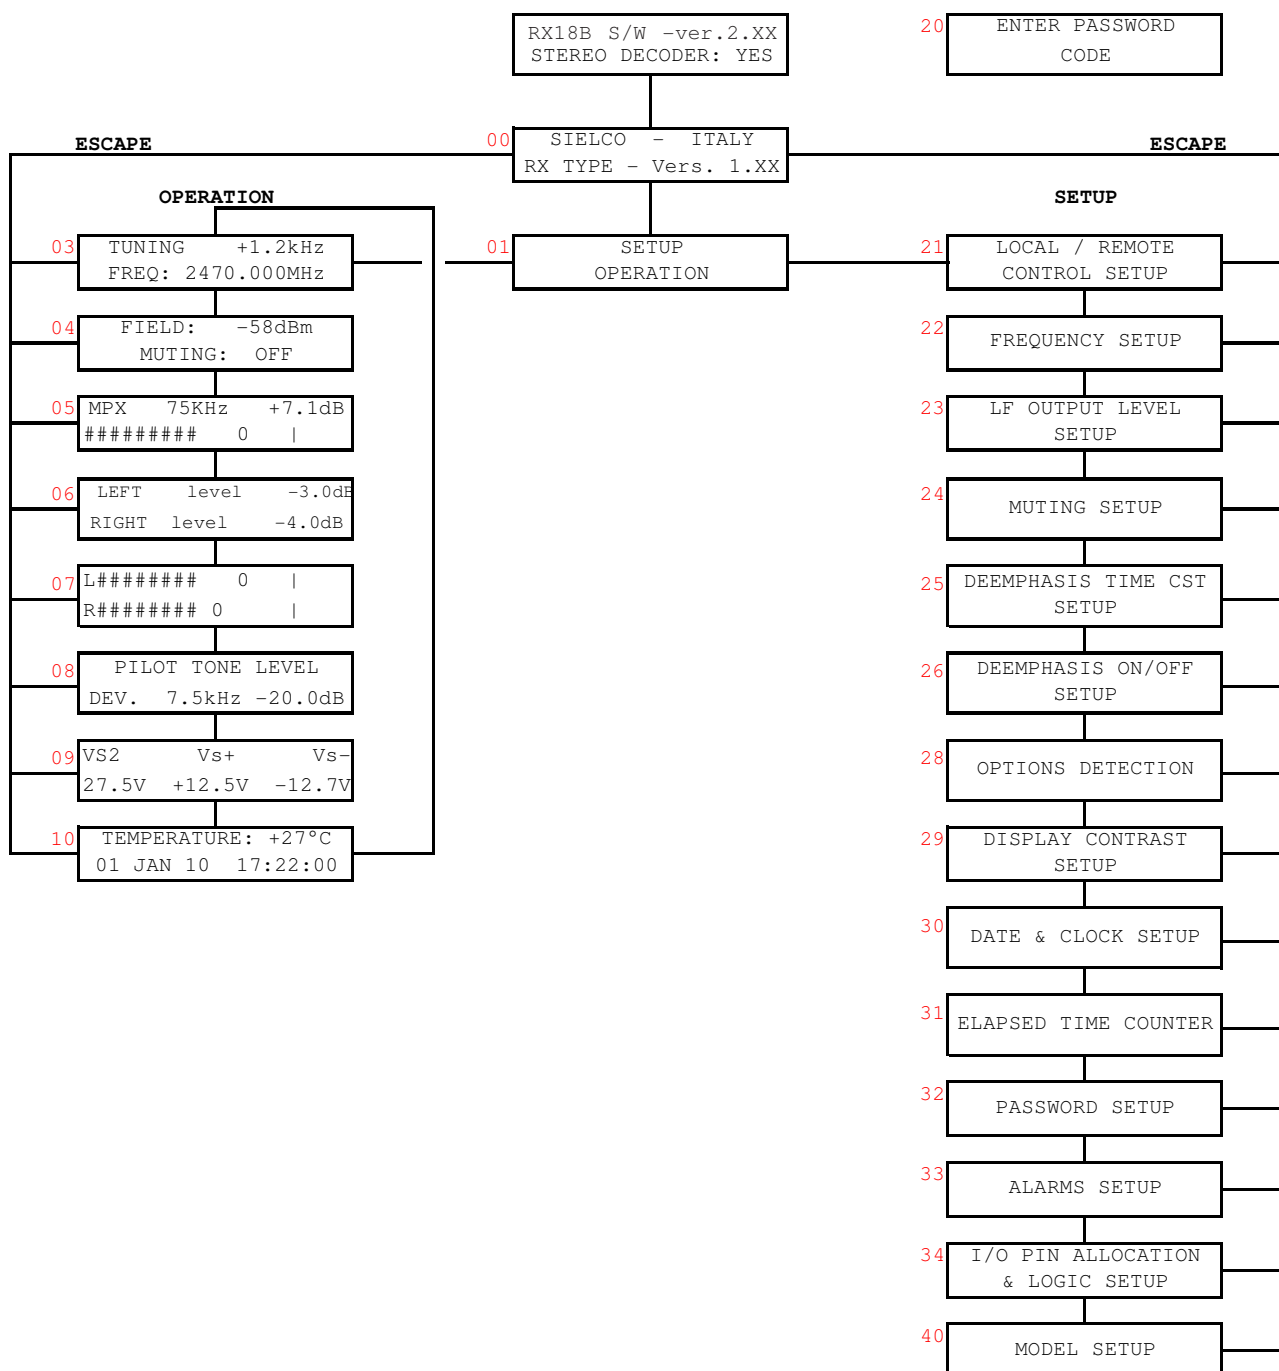 RX18B S/W -ver.2.XX
STEREO DECODER: YES
20 ENTER PASSWORD
CODE
ESCAPE
00 SIELCO - ITALY
RX TYPE - Vers. 1.XX
ESCAPE
OPERATION
SETUP
03 TUNING +1.2kHz
FREQ: 2470.000MHz
01 SETUP
OPERATION
21 LOCAL / REMOTE
CONTROL SETUP
04 FIELD: -58dBm
MUTING: OFF
22 FREQUENCY SETUP
05 MPX 75KHz +7.1dB
######### 0 |
23 LF OUTPUT LEVEL
SETUP
06 LEFT level -3.0dB
RIGHT level -4.0dB
24 MUTING SETUP
07 L######## 0 |
R######## 0 |
25 DEEMPHASIS TIME CST
SETUP
08 PILOT TONE LEVEL
DEV. 7.5kHz -20.0dB
26 DEEMPHASIS ON/OFF
SETUP
09 VS2 Vs+ Vs-
27.5V +12.5V -12.7V
28 OPTIONS DETECTION
10 TEMPERATURE: +27°C
01 JAN 10 17:22:00
29 DISPLAY CONTRAST
SETUP
30 DATE & CLOCK SETUP
31 ELAPSED TIME COUNTER
32 PASSWORD SETUP
33 ALARMS SETUP
34 I/O PIN ALLOCATION
& LOGIC SETUP
40 MODEL SETUP